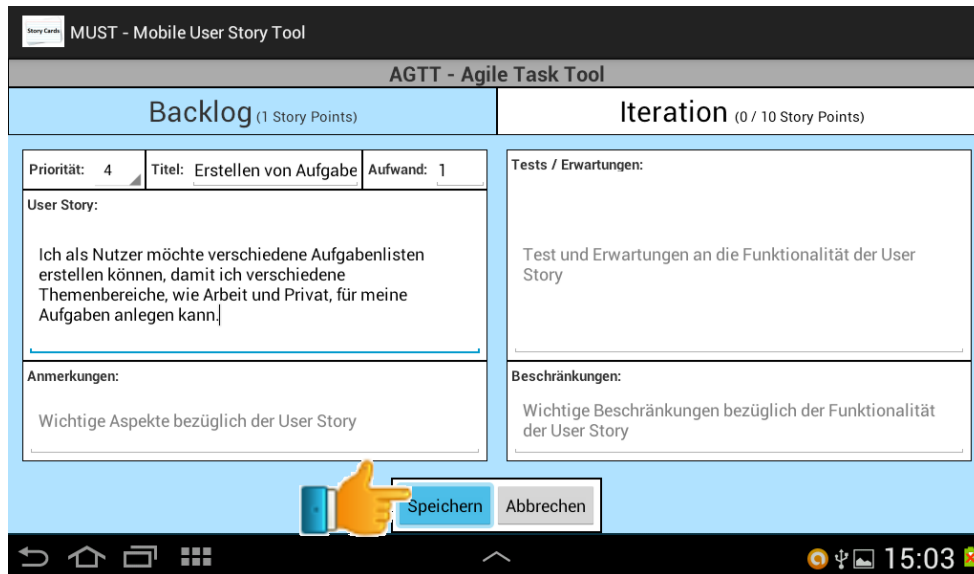 Story Cards
MUST - Mobile User Story Tool
AGTT - Agile Task Tool
Backlog (1 Story Points)
Iteration (0 / 10 Story Points)
Priorität: 4
Titel: Erstellen von Aufgabe
Aufwand: 1
User Story:
Ich als Nutzer möchte verschiedene Aufgabenlisten
erstellen können, damit ich verschiedene
Themenbereiche, wie Arbeit und Privat, für meine
Aufgaben anlegen kann.
Anmerkungen:
Wichtige Aspekte bezüglich der User Story
Tests / Erwartungen:
Test und Erwartungen an die Funktionalität der User
Story
Beschränkungen:
Wichtige Beschränkungen bezüglich der Funktionalität
der User Story
Speichern
Abbrechen
15:03